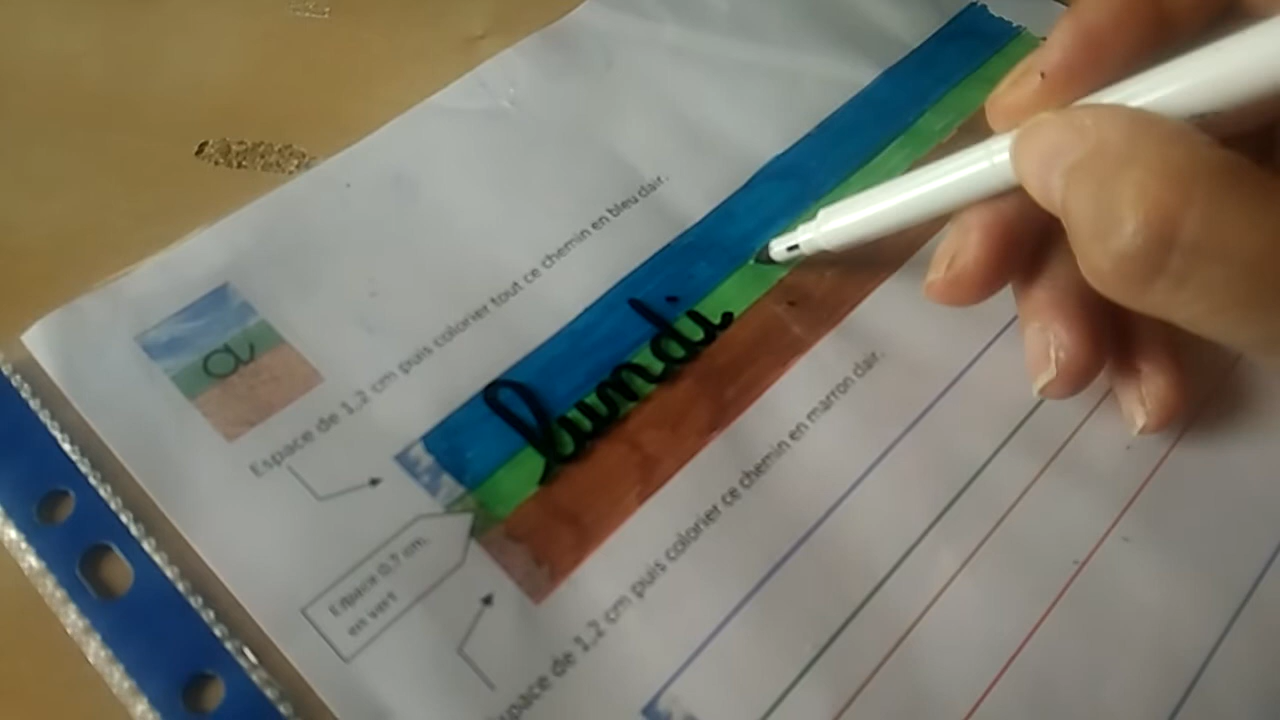 a
Espace de 1,2 cm puis colorier tout ce chemin en bleu clair.
lundi
Espace 0,7 cm.
en vert
space de 1,2 cm puis colorier ce chemin en marron clair.